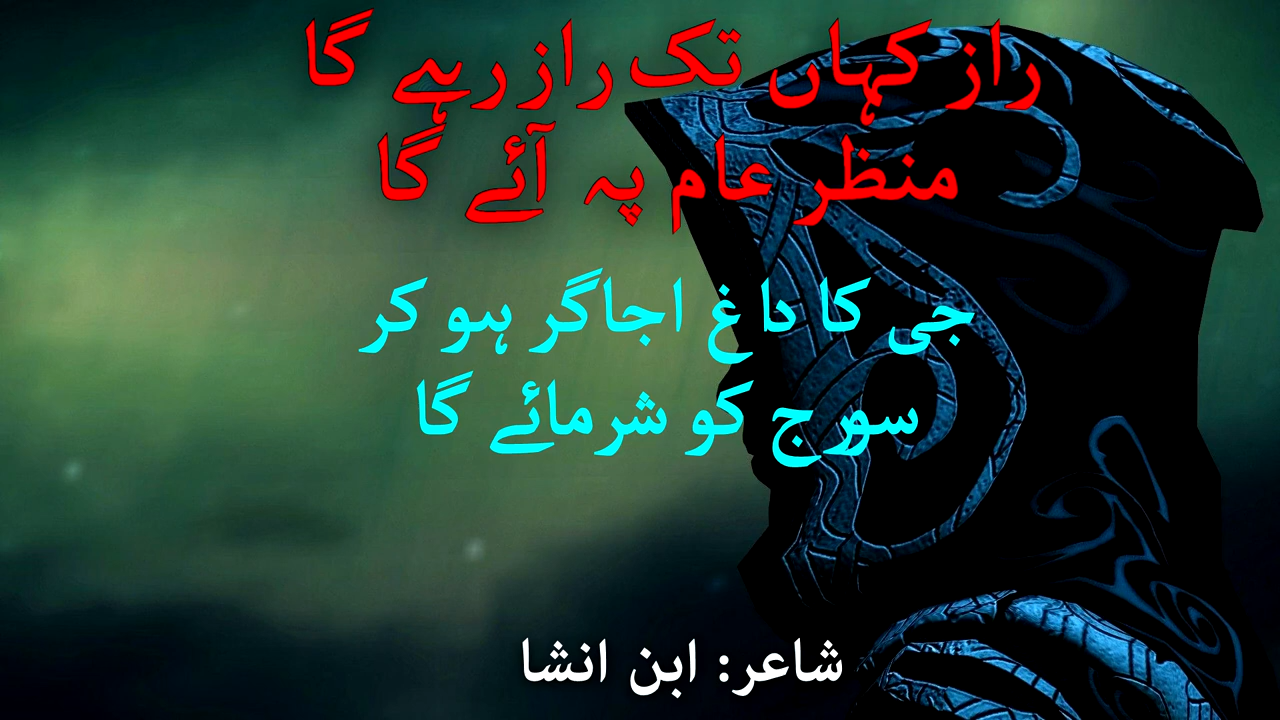 راز کہاں تک راز رہے گا
منظر عام پہ آئے گا
جی کا داغ اجاگر ہو کر
سورج کو شرمائے گا
شاعر: ابن انشا